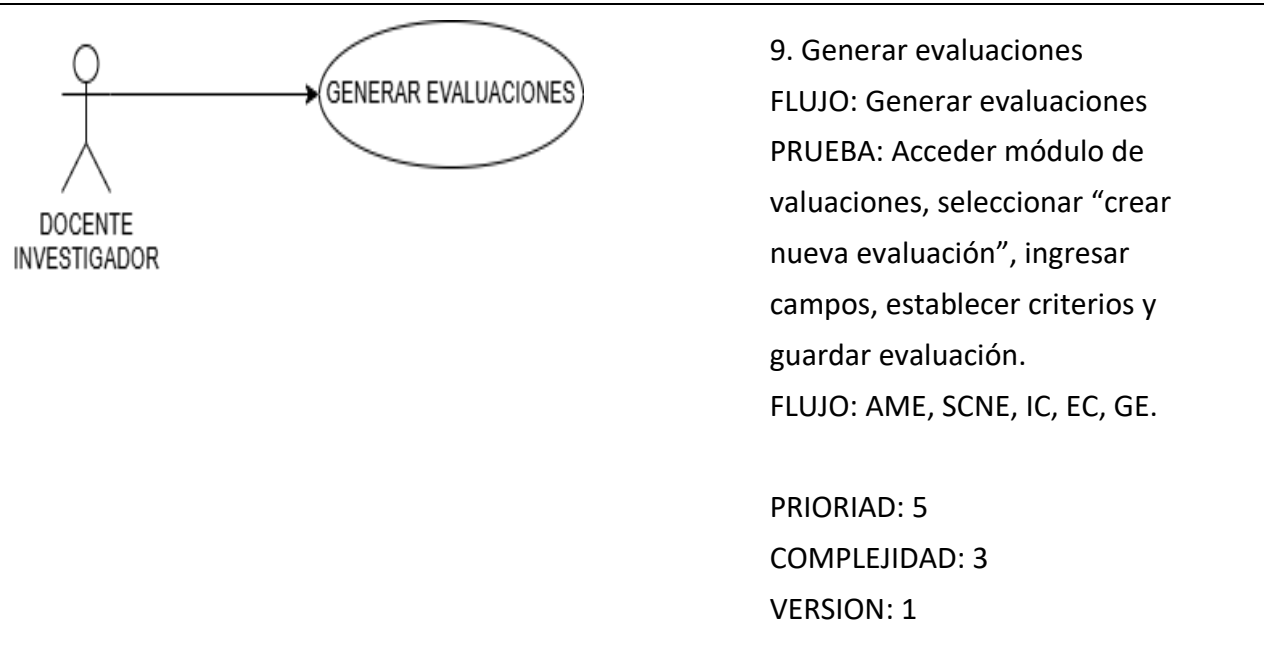 GENERAR EVALUACIONES
DOCENTE
INVESTIGADOR
9. Generar evaluaciones
FLUJO: Generar evaluaciones
PRUEBA: Acceder módulo de
valuaciones, seleccionar “crear
nueva evaluación”, ingresar
campos, establecer criterios y
guardar evaluación.
FLUJO: AME, SCNE, IC, EC, GE.
PRIORIAD: 5
COMPLEJIDAD: 3
VERSION: 1